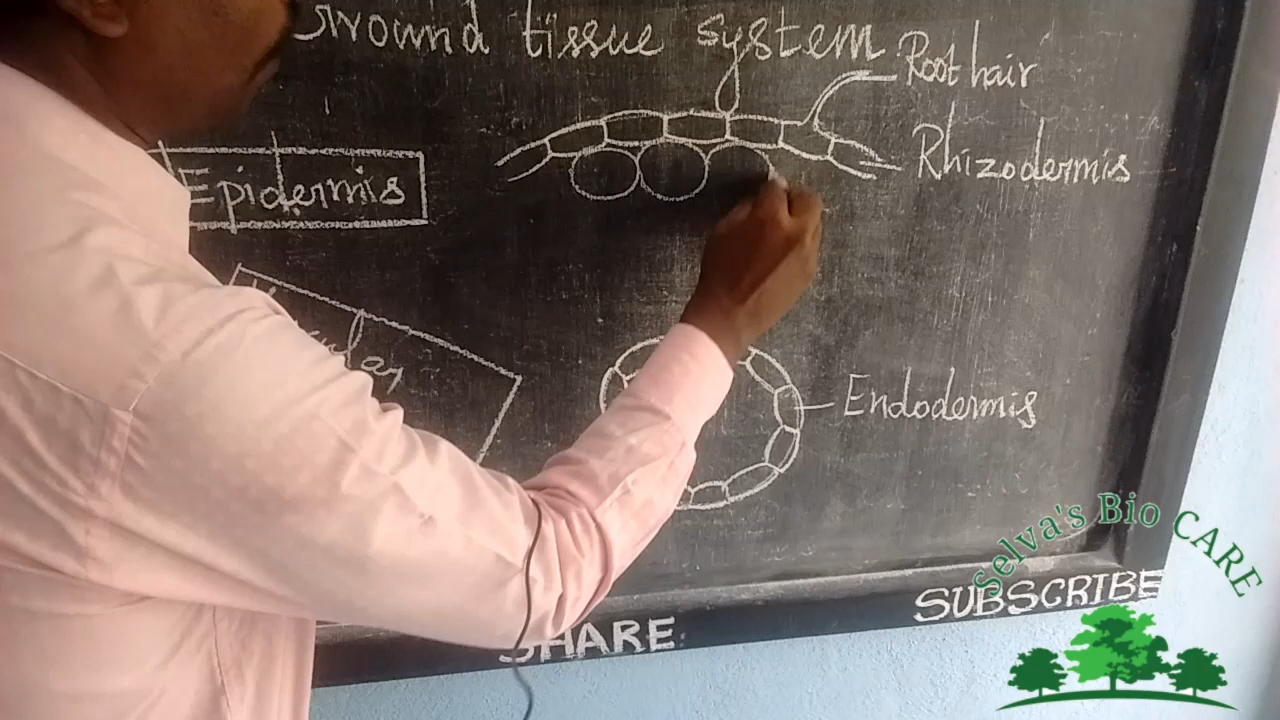 Ground tissue system
Root hair
Rhizodermis
Epidermis
Endodermis
SHARE
SUBSCRIBE
Selva's Bio CARE